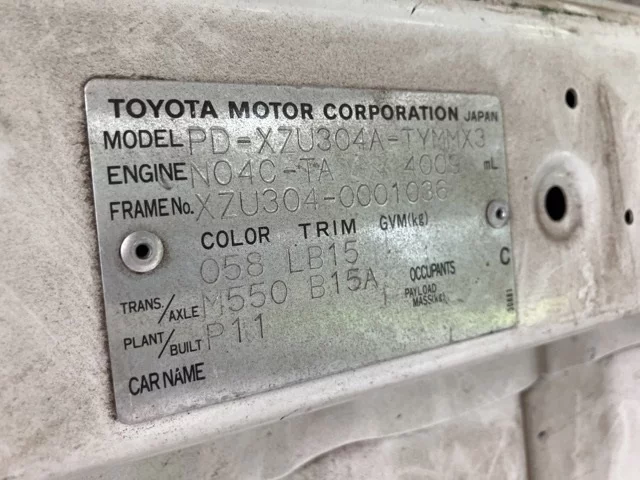 TOYOTA MOTOR CORPORATION JAPAN
MODEL PD-XZU304A-TYMMX3
ENGINE N04C-TA 4009 mL
FRAME No. XZU304-0001036
COLOR TRIM GVM(kg)
058 LB15 C
TRANS./AXLE M550 B15A OCCUPANTS PAYLOAD MASS(kg)
PLANT/BUILT P11
CAR NAME